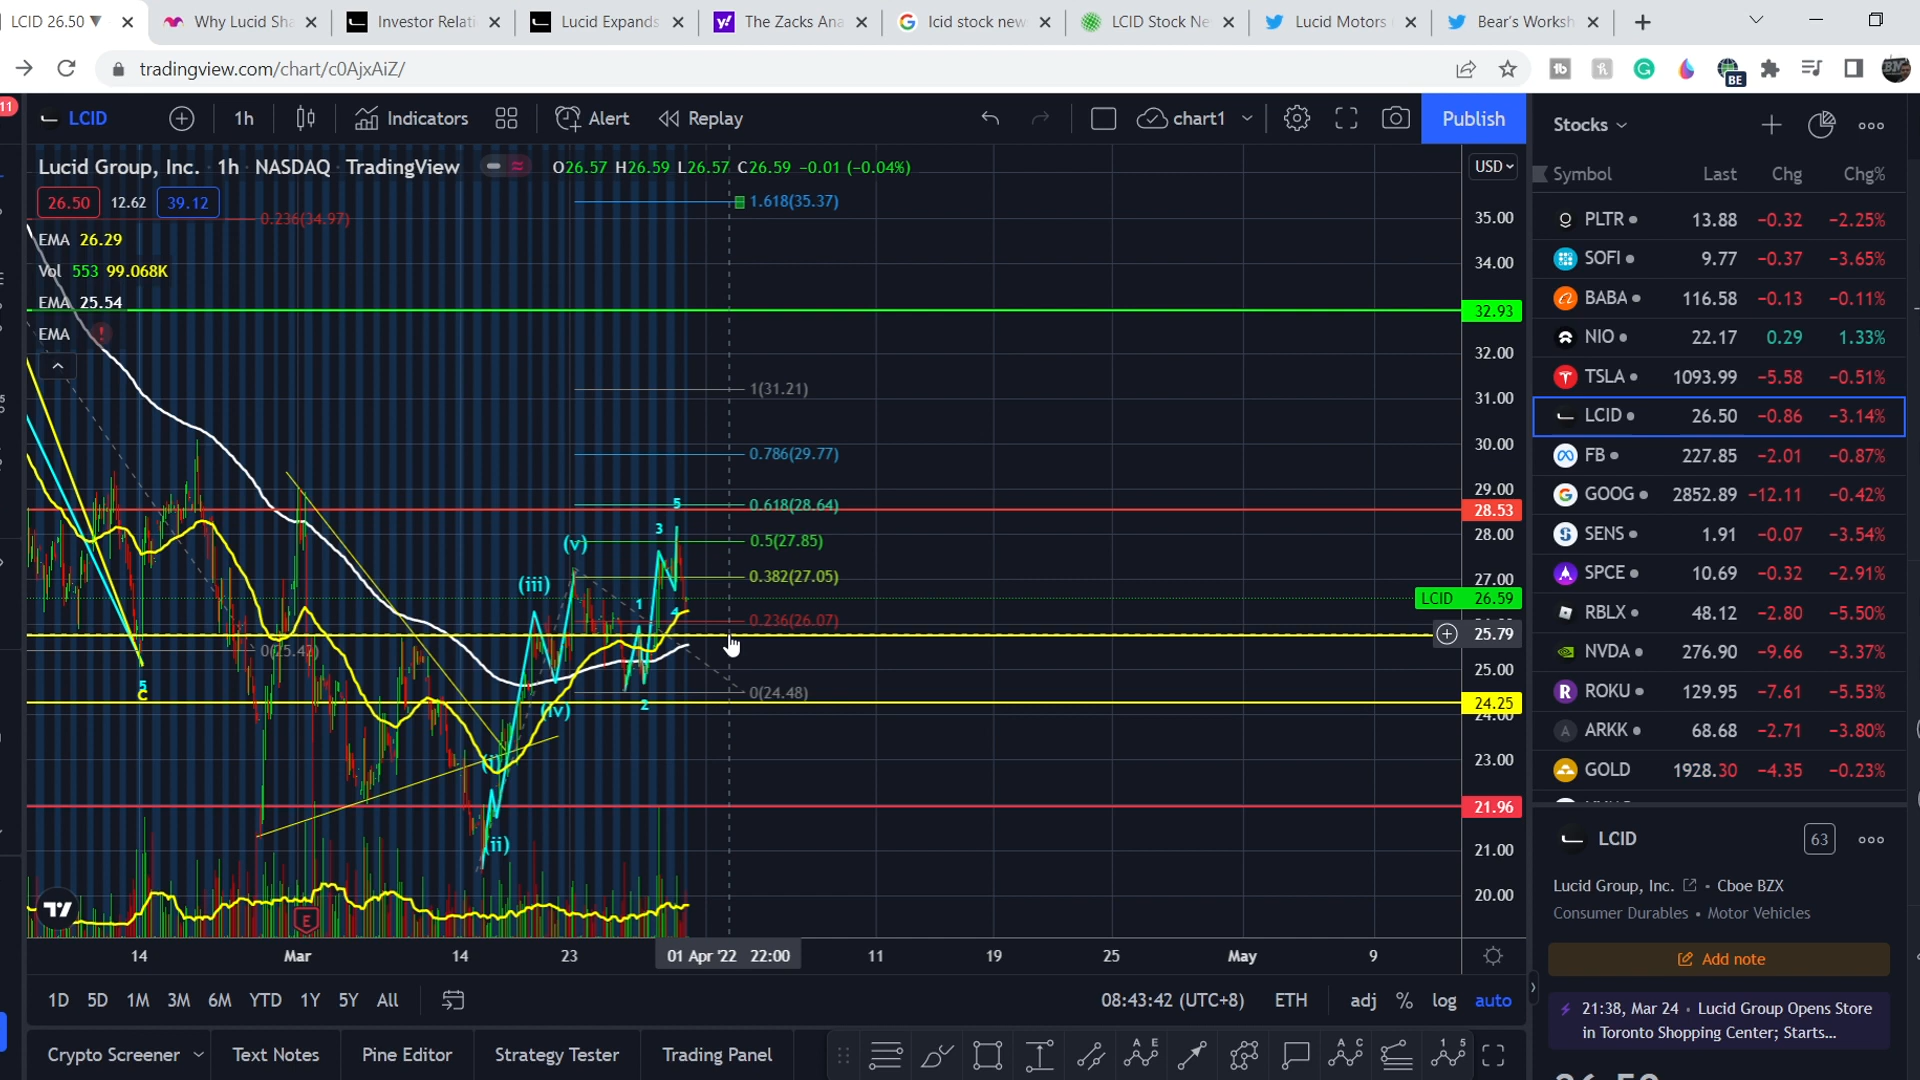 LCID 26.50 ▼
Why Lucid Sha
Investor Relati
Lucid Expands
The Zacks Ana
lcid stock new
LCID Stock Ne
Lucid Motors
Bear's Worksh
tradingview.com/chart/c0AjxAiZ/
BE
11
LCID
1h
Indicators
Alert
Replay
chart1
Publish
Stocks
Lucid Group, Inc. · 1h · NASDAQ · TradingView
O26.57 H26.59 L26.57 C26.59 −0.01 (−0.04%)
USD
Symbol Last Chg Chg%
26.50 12.62 39.12
EMA 26.29
Vol 553 99.068K
EMA 25.54
EMA !
1.618(35.37)
0.236(34.97)
1(31.21)
0.786(29.77)
0.618(28.64)
0.5(27.85)
0.382(27.05)
0.236(26.07)
0(24.48)
5
C
(i)
(ii)
(iii)
(iv)
(v)
1
2
3
4
5
E
35.00
34.00
32.93
32.00
31.00
30.00
29.00
28.53
28.00
27.00
LCID 26.59
25.79
25.00
24.25
24.00
23.00
21.96
21.00
20.00
PLTR 13.88 −0.32 −2.25%
SOFI 9.77 −0.37 −3.65%
BABA 116.58 −0.13 −0.11%
NIO 22.17 0.29 1.33%
TSLA 1093.99 −5.58 −0.51%
LCID 26.50 −0.86 −3.14%
FB 227.85 −2.01 −0.87%
GOOG 2852.89 −12.11 −0.42%
SENS 1.91 −0.07 −3.54%
SPCE 10.69 −0.32 −2.91%
RBLX 48.12 −2.80 −5.50%
NVDA 276.90 −9.66 −3.37%
ROKU 129.95 −7.61 −5.53%
ARKK 68.68 −2.71 −3.80%
GOLD 1928.30 −4.35 −0.23%
LCID 63
Lucid Group, Inc. • Cboe BZX
Consumer Durables • Motor Vehicles
Add note
21:38, Mar 24 • Lucid Group Opens Store
in Toronto Shopping Center; Starts...
14 Mar 14 23 01 Apr '22 22:00 11 19 25 May 9
1D 5D 1M 3M 6M YTD 1Y 5Y All
08:43:42 (UTC+8) ETH adj % log auto
Crypto Screener Text Notes Pine Editor Strategy Tester Trading Panel